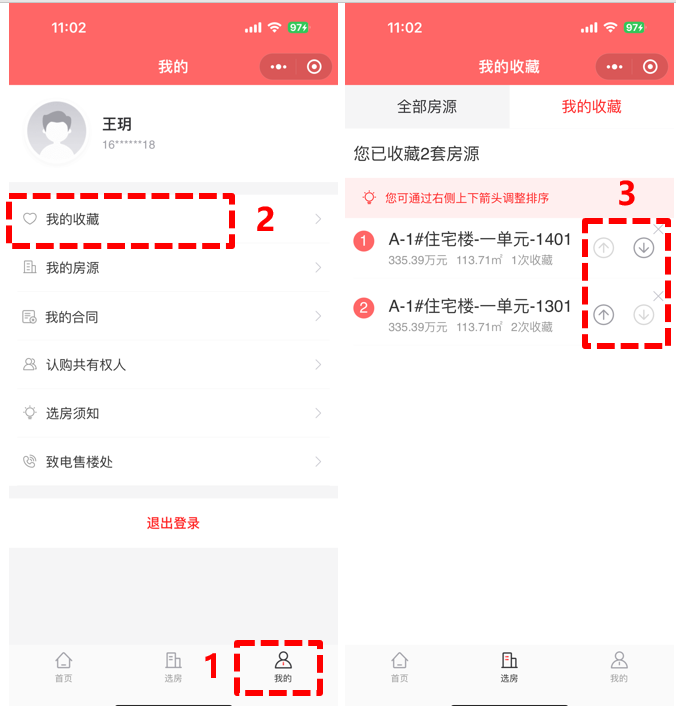 11:02
97
我的
王玥
16******18
我的收藏
2
我的房源
我的合同
认购共有权人
选房须知
致电售楼处
退出登录
1
首页
选房
我的
11:02
97
我的收藏
全部房源
我的收藏
您已收藏2套房源
您可通过右侧上下箭头调整排序
3
1
A-1#住宅楼-一单元-1401
335.39万元 113.71㎡ 1次收藏
2
A-1#住宅楼-一单元-1301
335.39万元 113.71㎡ 2次收藏
首页
选房
我的